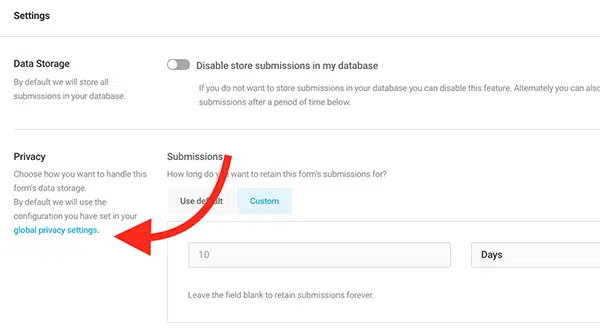 Settings
Data Storage
By default we will store all
submissions in your database.
Disable store submissions in my database
If you do not want to store submissions in your database you can disable this feature. Alternately you can also
submissions after a period of time below.
Privacy
Choose how you want to handle this
form's data storage.
By default we will use the
configuration you have set in your
global privacy settings.
Submissions
How long do you want to retain this form's submissions for?
Use default
Custom
10
Days
Leave the field blank to retain submissions forever.